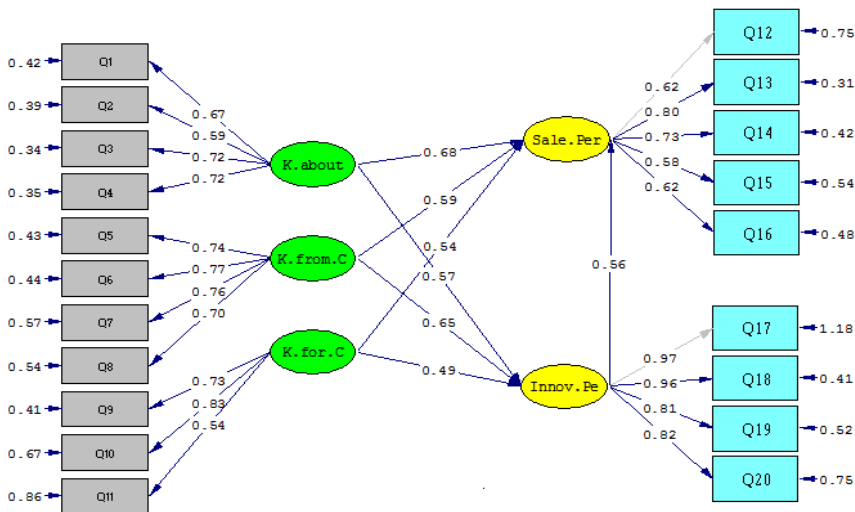 0.42 Q1
0.39 Q2
0.34 Q3
0.35 Q4
0.43 Q5
0.44 Q6
0.57 Q7
0.54 Q8
0.41 Q9
0.67 Q10
0.86 Q11
0.67
0.59
0.72
0.72
0.74
0.77
0.76
0.70
0.73
0.83
0.54
K.about
K.from.C
K.for.C
0.68
0.59
0.54
0.57
0.65
0.49
Sale.Per
0.56
Innov.Pe
0.62
0.80
0.73
0.58
0.62
0.97
0.96
0.81
0.82
Q12 0.75
Q13 0.31
Q14 0.42
Q15 0.54
Q16 0.48
Q17 1.18
Q18 0.41
Q19 0.52
Q20 0.75